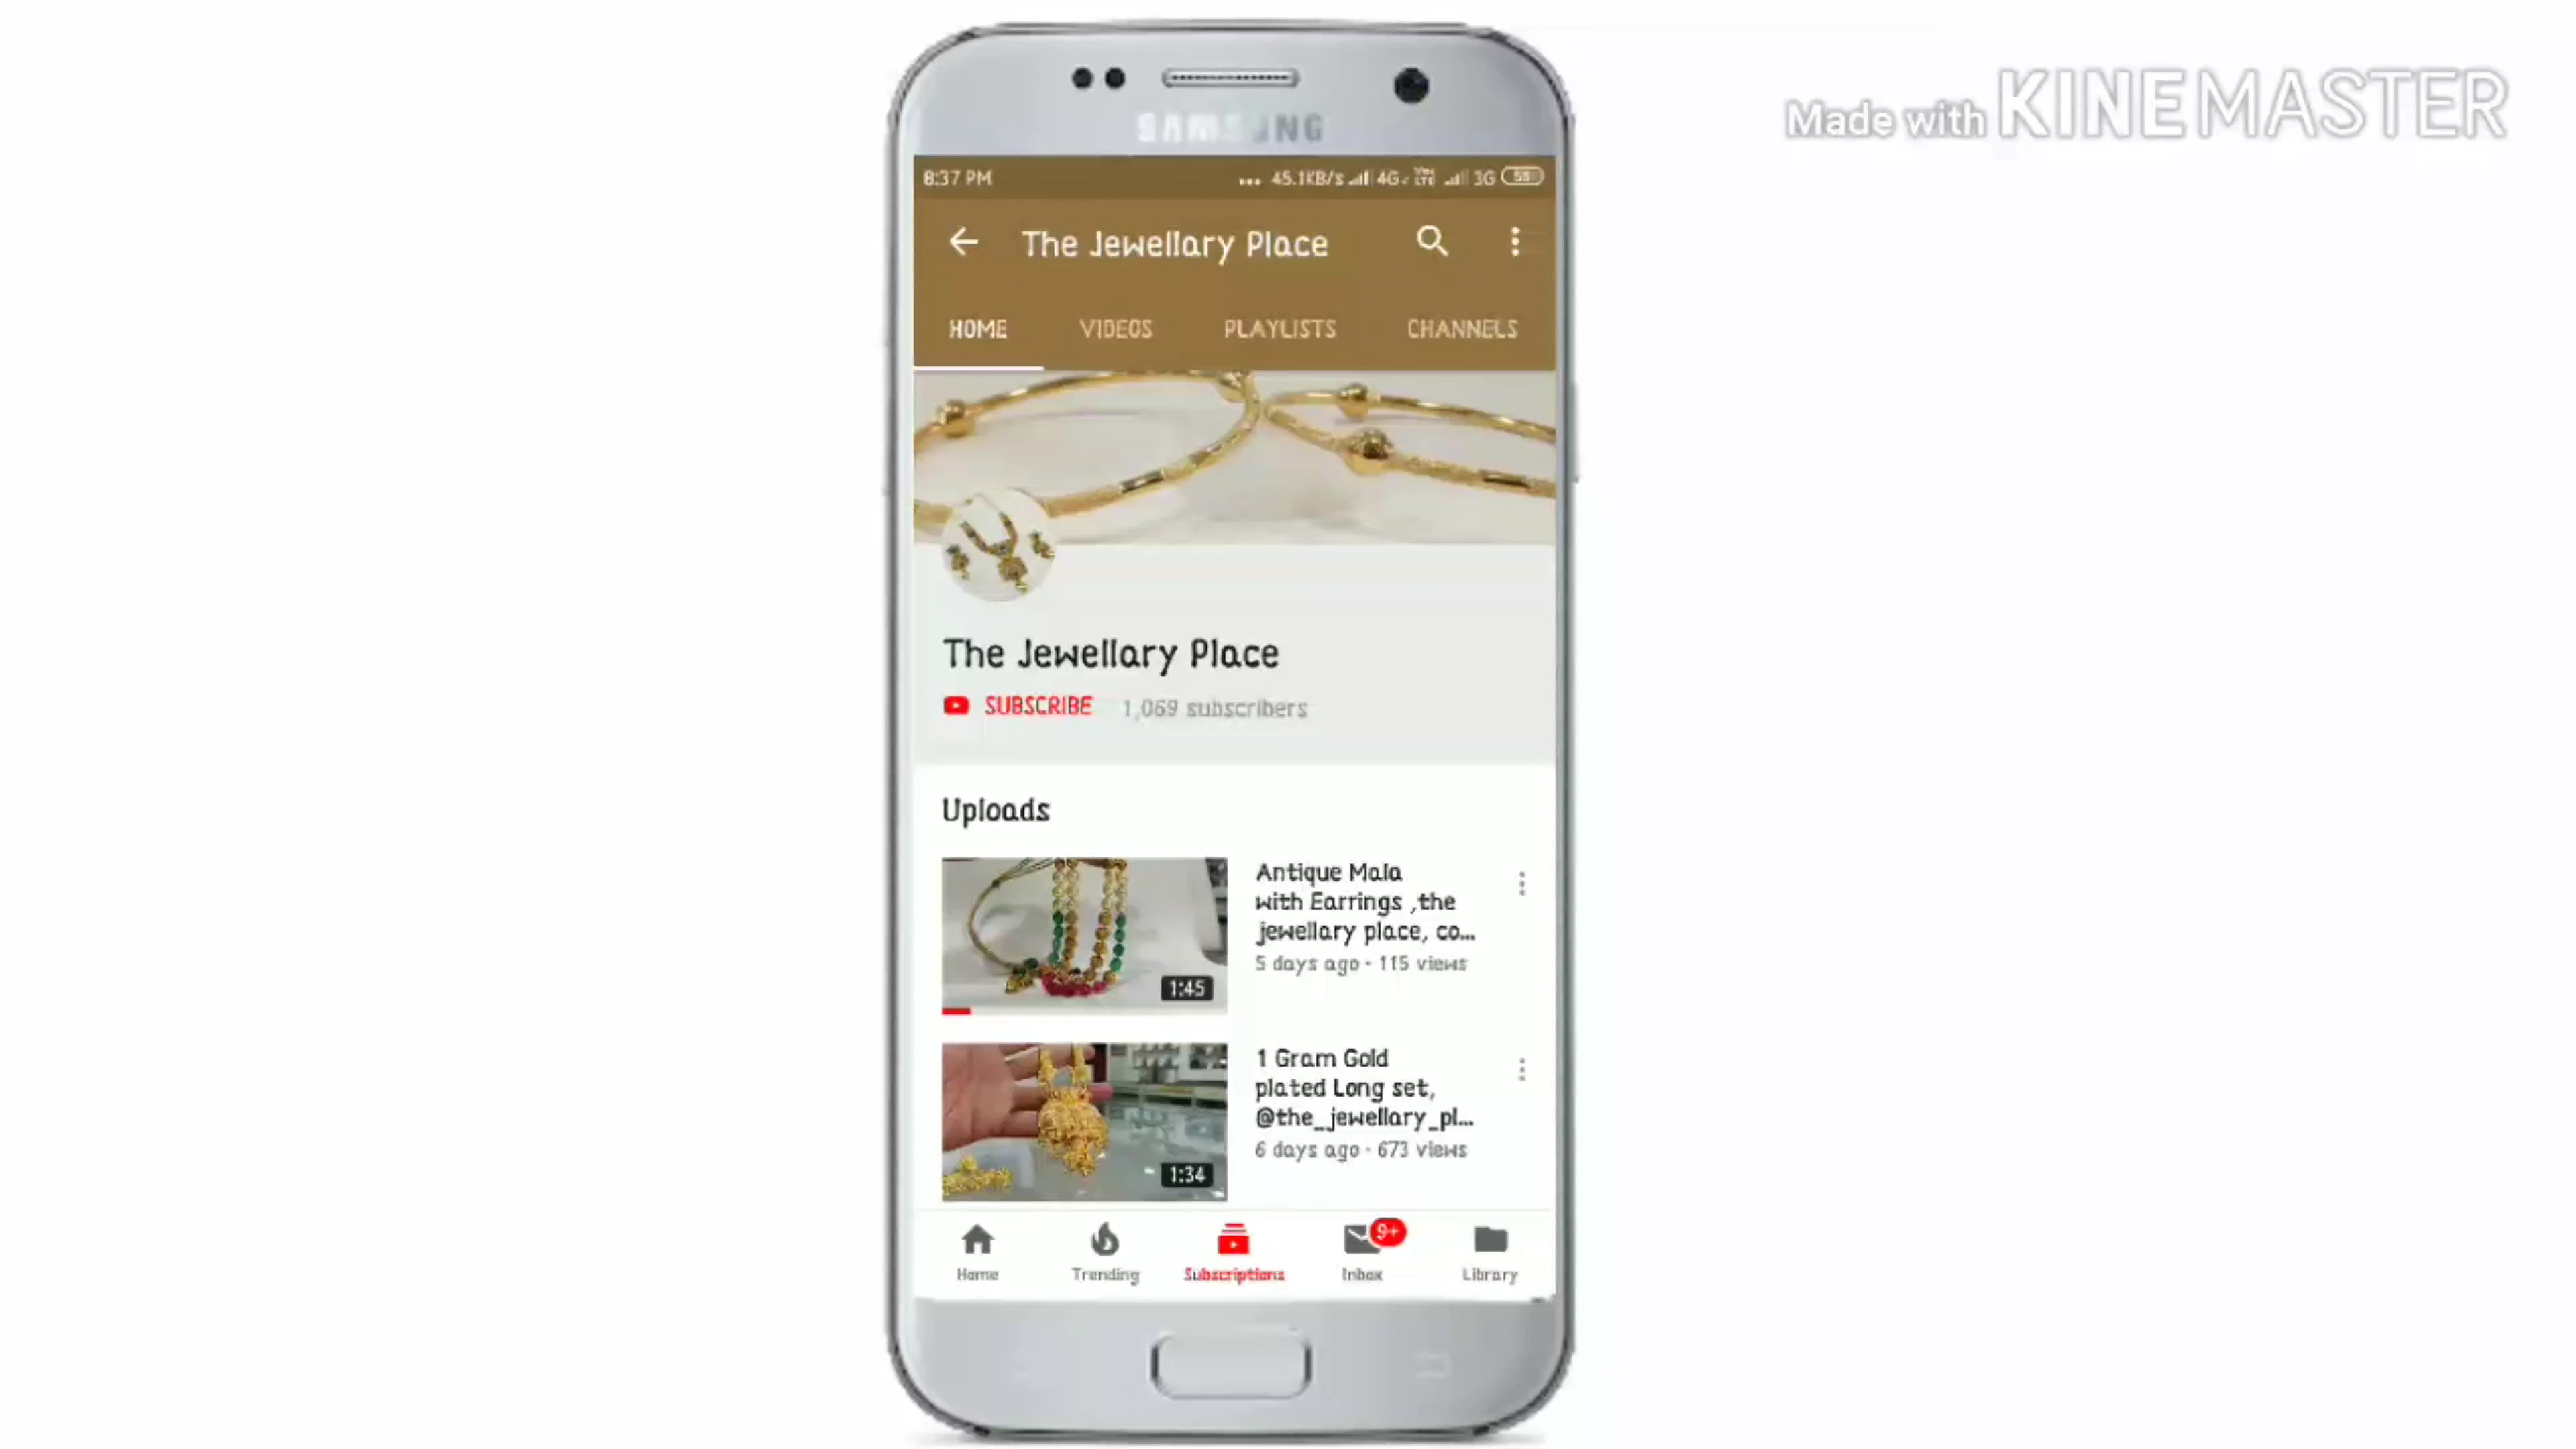 Made with KINEMASTER
SAMSUNG
8:37 PM ... 45.1KB/s 4G Vo LTE 3G 55
The Jewellary Place
HOME VIDEOS PLAYLISTS CHANNELS
The Jewellary Place
SUBSCRIBE 1,069 subscribers
Uploads
Antique Mala
with Earrings ,the
jewellary place, co...
5 days ago · 115 views
1:45
1 Gram Gold
plated Long set,
@the_jewellary_pl...
6 days ago · 673 views
1:34
9+
Home Trending Subscriptions Inbox Library